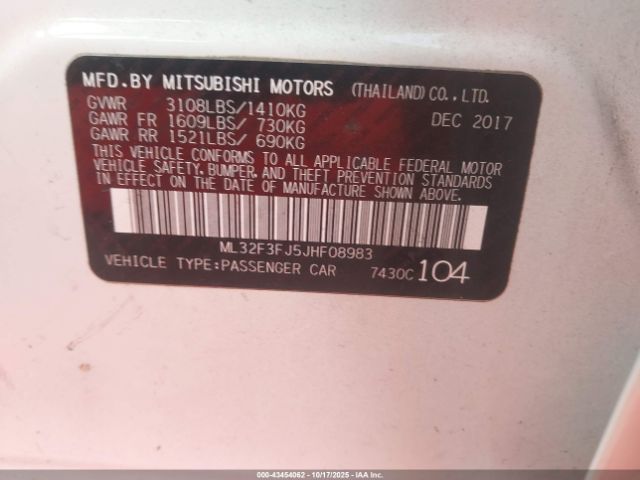 MFD.BY MITSUBISHI MOTORS (THAILAND)CO.,LTD.
GVWR 3108LBS/1410KG DEC 2017
GAWR FR 1609LBS/ 730KG
GAWR RR 1521LBS/ 690KG
THIS VEHICLE CONFORMS TO ALL APPLICABLE FEDERAL MOTOR
VEHICLE SAFETY, BUMPER, AND THEFT PREVENTION STANDARDS
IN EFFECT ON THE DATE OF MANUFACTURE SHOWN ABOVE.
ML32F3FJ5JHF08983
VEHICLE TYPE:PASSENGER CAR 7430C 104
000-43454062 - 10/17/2025 - IAAI.COM